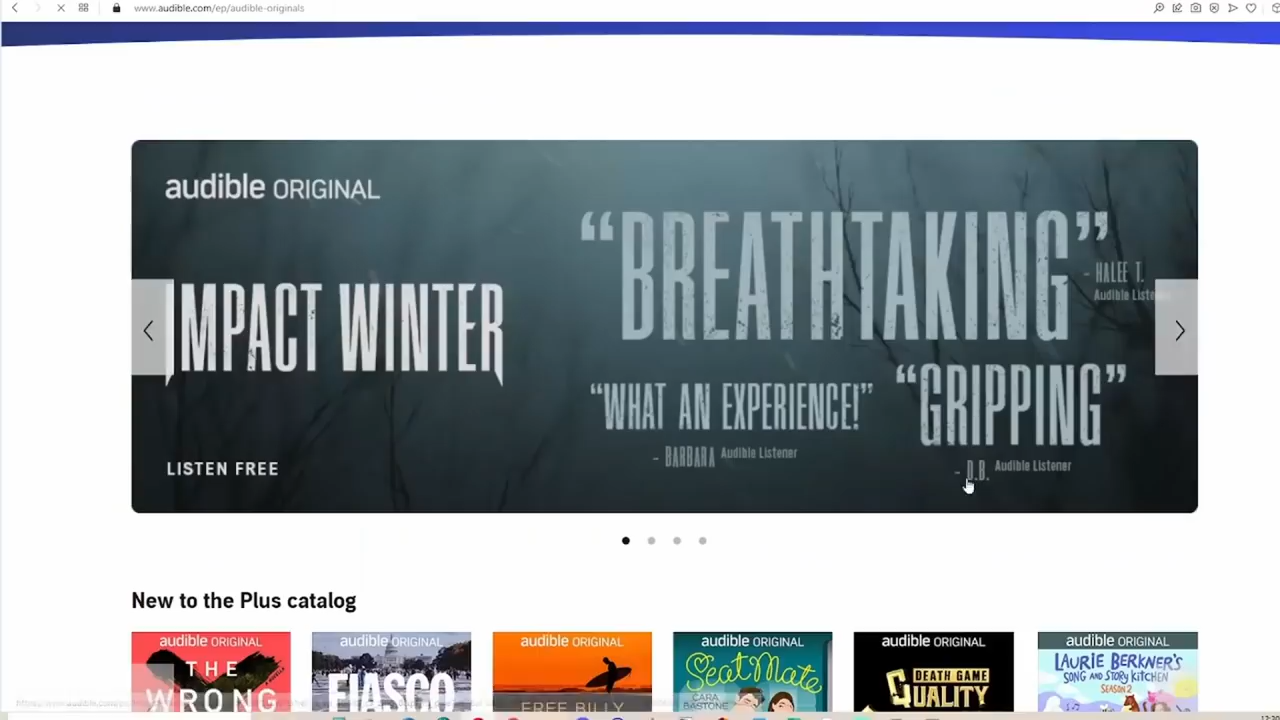 www.audible.com/ep/audible-originals
audible ORIGINAL
IMPACT WINTER
LISTEN FREE
“BREATHTAKING”
- HALEE T.
Audible Liste
“WHAT AN EXPERIENCE!”
- BARBARA Audible Listener
“GRIPPING”
- D.B. Audible Listener
New to the Plus catalog
audible ORIGINAL
THE
WRONG
audible ORIGINAL
FIASCO
audible ORIGINAL
FREE BILLY
audible ORIGINAL
SeatMate
CARA
BASTONE
audible ORIGINAL
DEATH GAME
QUALITY
audible ORIGINAL
LAURIE BERKNER'S
SONG AND STORY KITCHEN
SEASON 2